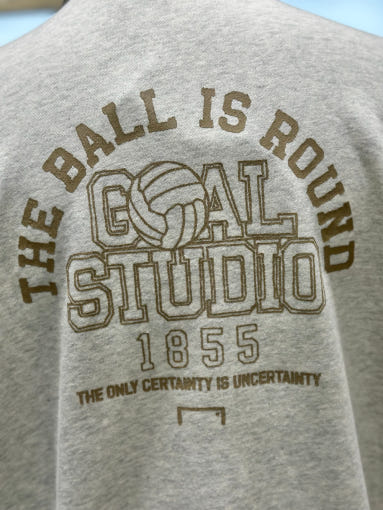 THE BALL IS ROUND
GOAL
STUDIO
1855
THE ONLY CERTAINTY IS UNCERTAINTY